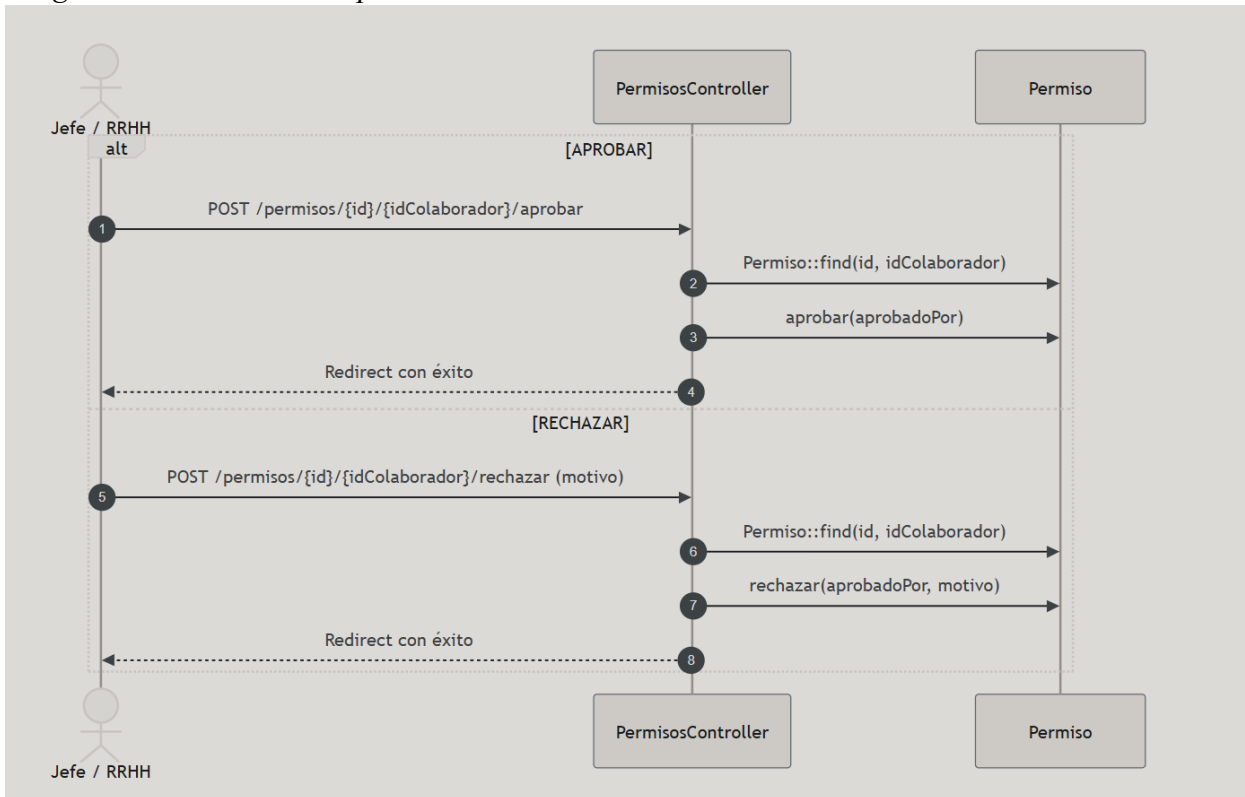 PermisosController
Permiso
Jefe / RRHH
alt
[APROBAR]
POST /permisos/{id}/{idColaborador}/aprobar
1
Permiso::find(id, idColaborador)
2
aprobar(aprobadoPor)
3
Redirect con éxito
4
[RECHAZAR]
POST /permisos/{id}/{idColaborador}/rechazar (motivo)
5
Permiso::find(id, idColaborador)
6
rechazar(aprobadoPor, motivo)
7
Redirect con éxito
8
PermisosController
Permiso
Jefe / RRHH